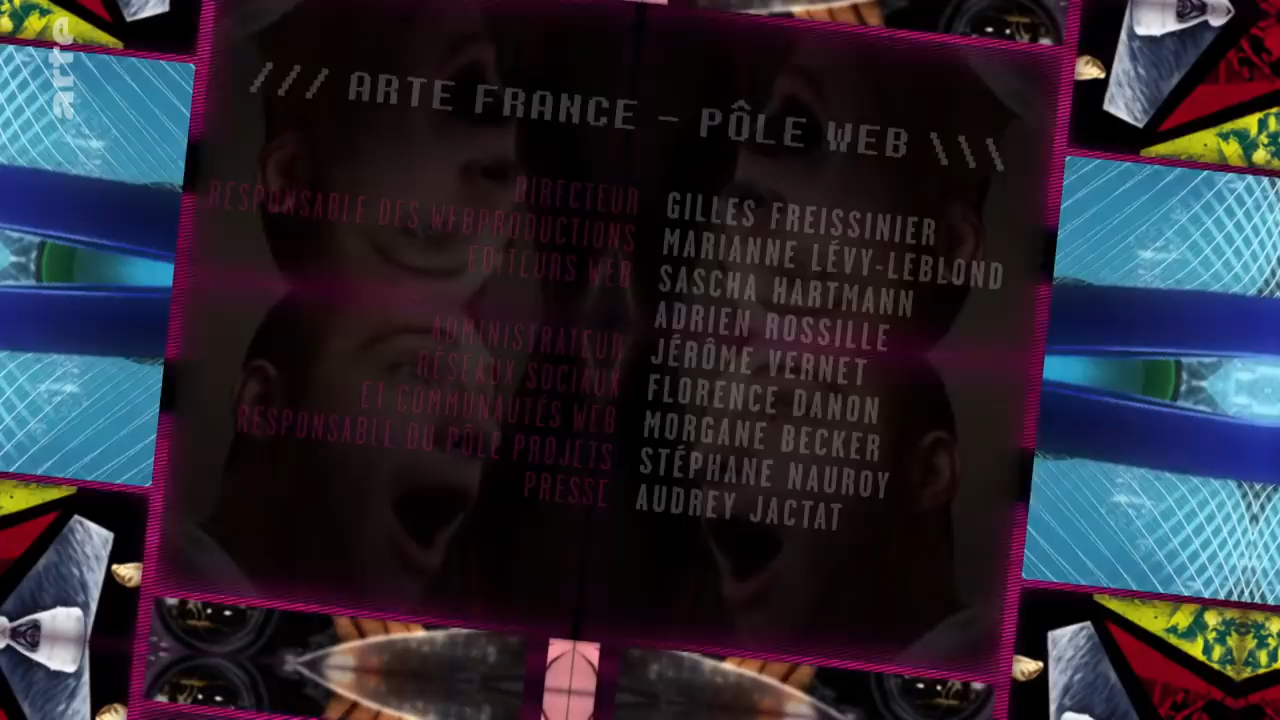 arte
/// ARTE FRANCE – PÔLE WEB \\\
DIRECTEUR GILLES FREISSINIER
RESPONSABLE DES WEBPRODUCTIONS MARIANNE LÉVY-LEBLOND
EDITEURS WEB SASCHA HARTMANN
ADRIEN ROSSILLE
ADMINISTRATEUR JÉRÔME VERNET
RÉSEAUX SOCIAUX FLORENCE DANON
ET COMMUNAUTÉS WEB MORGANE BECKER
RESPONSABLE DU PÔLE PROJETS STÉPHANE NAUROY
PRESSE AUDREY JACTAT